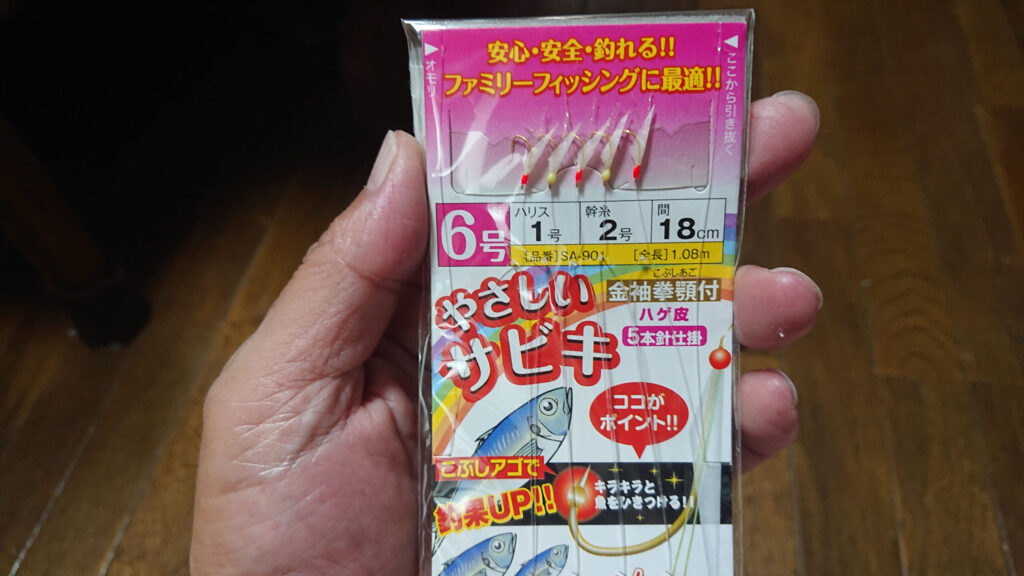 安心・安全・釣れる!!
ファミリーフィッシングに最適!!
オモリ
ここから引き抜く
6号
ハリス
1号
幹糸
2号
間
18cm
[品番]SA-901
[全長]1.08m
やさしい
サビキ
こぶしあご
金袖拳顎付
ハゲ皮
5本針仕掛
ココが
ポイント!!
こぶしアゴで
釣果UP!!
キラキラと
魚をひきつける!!